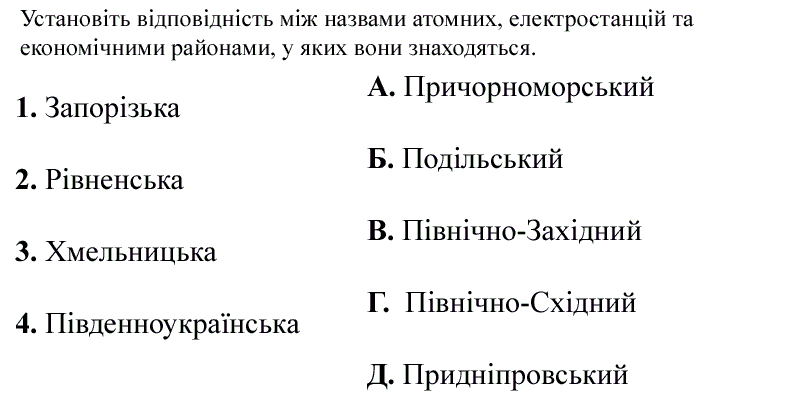 Установіть відповідність між назвами атомних, електростанцій та
економічними районами, у яких вони знаходяться.
1. Запорізька
2. Рівненська
3. Хмельницька
4. Південноукраїнська
А. Причорноморський
Б. Подільський
В. Північно-Західний
Г. Північно-Східний
Д. Придніпровський